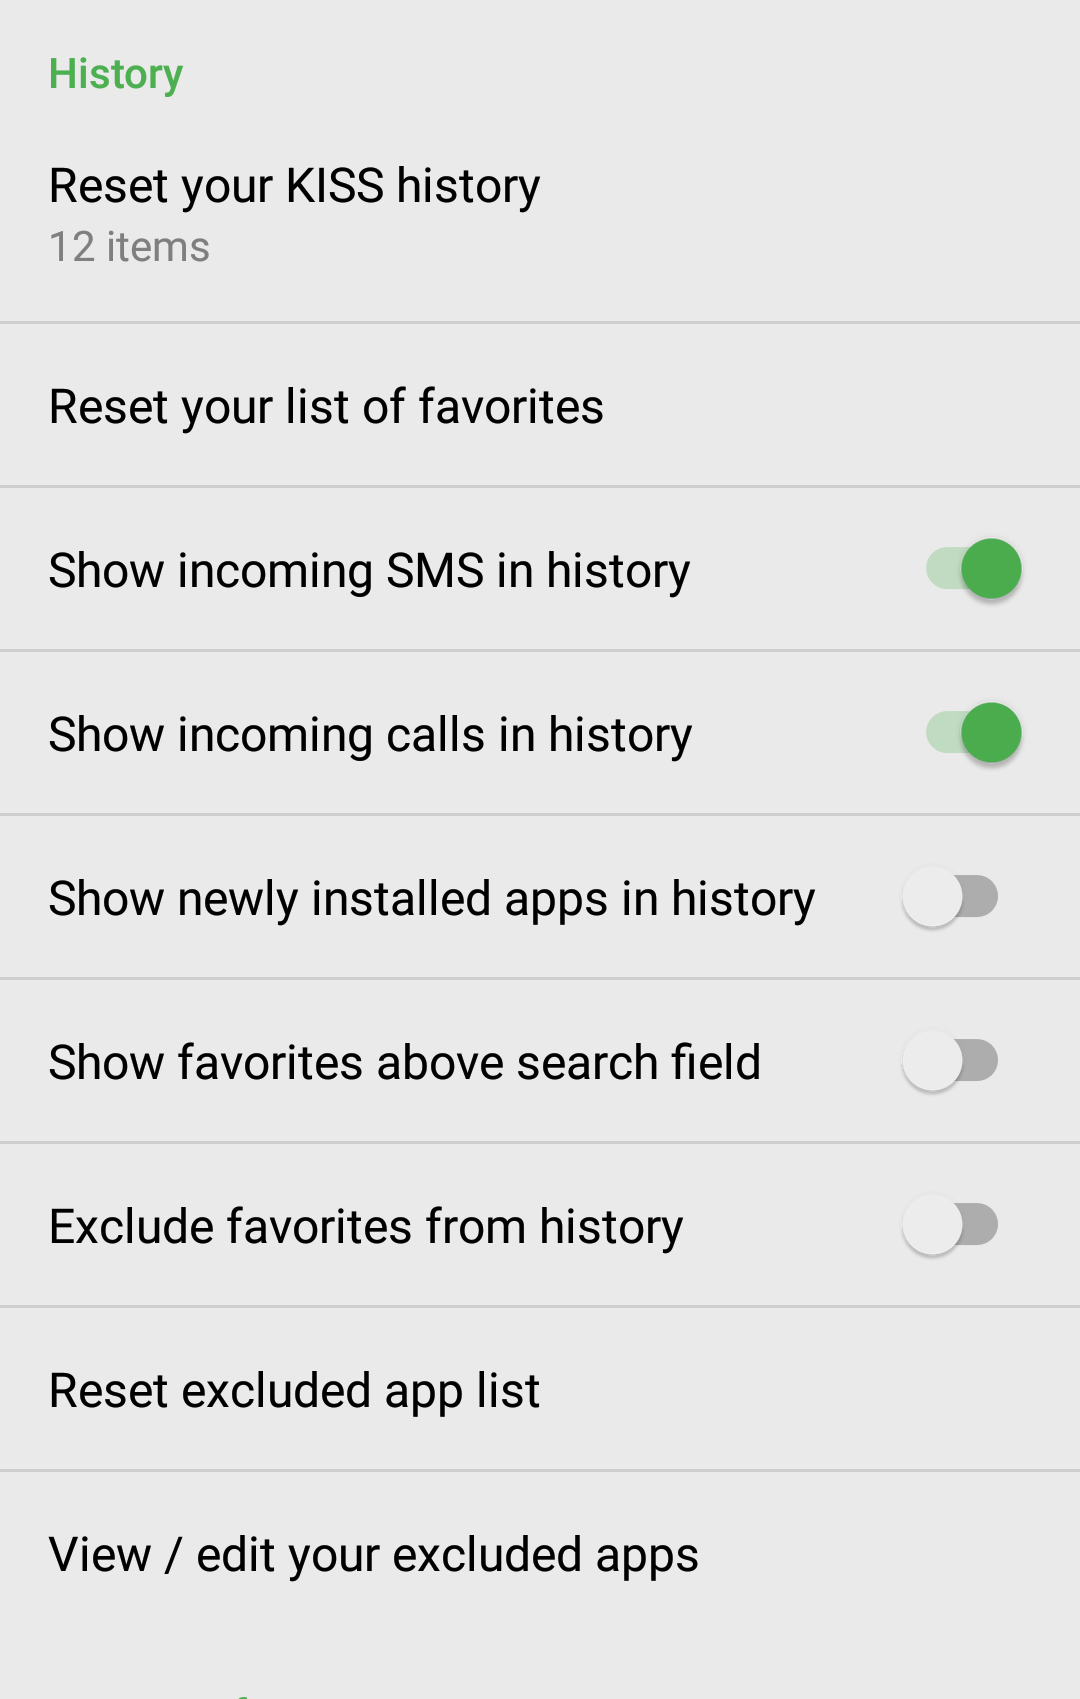 History
Reset your KISS history
12 items
Reset your list of favorites
Show incoming SMS in history
Show incoming calls in history
Show newly installed apps in history
Show favorites above search field
Exclude favorites from history
Reset excluded app list
View / edit your excluded apps